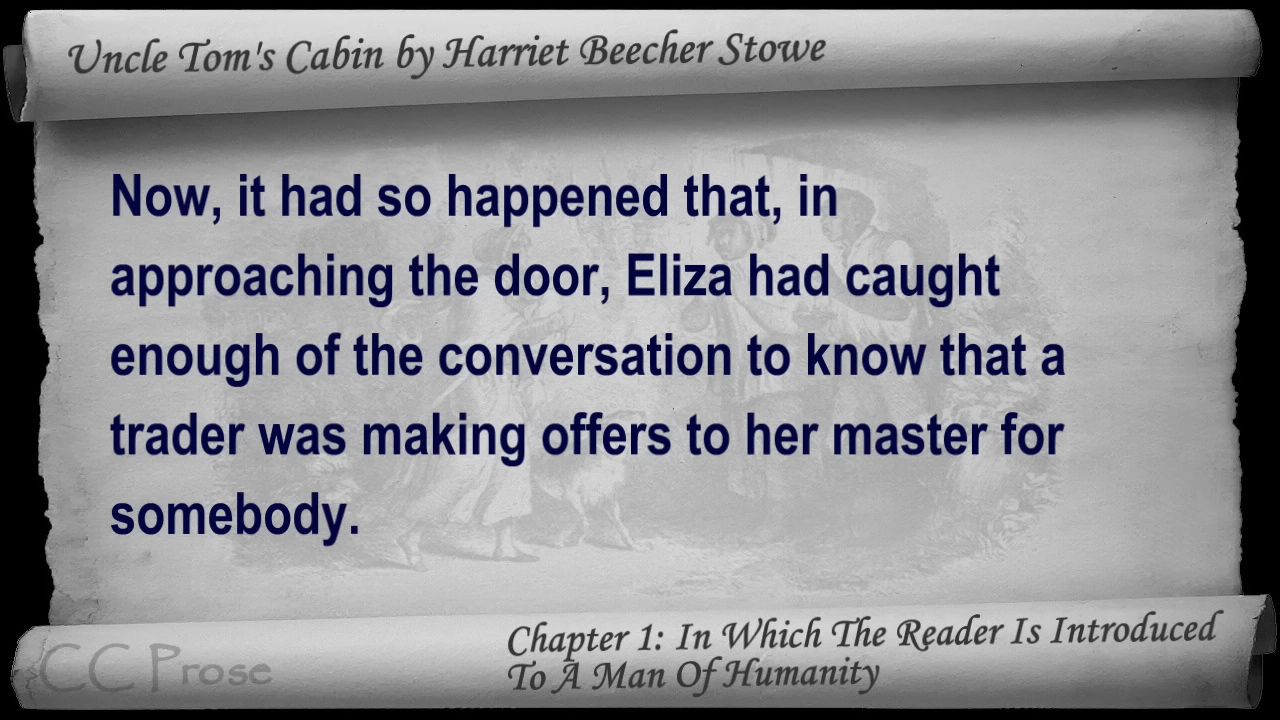 Uncle Tom's Cabin by Harriet Beecher Stowe
Now, it had so happened that, in
approaching the door, Eliza had caught
enough of the conversation to know that a
trader was making offers to her master for
somebody.
Chapter 1: In Which The Reader Is Introduced
To A Man Of Humanity
CC Prose